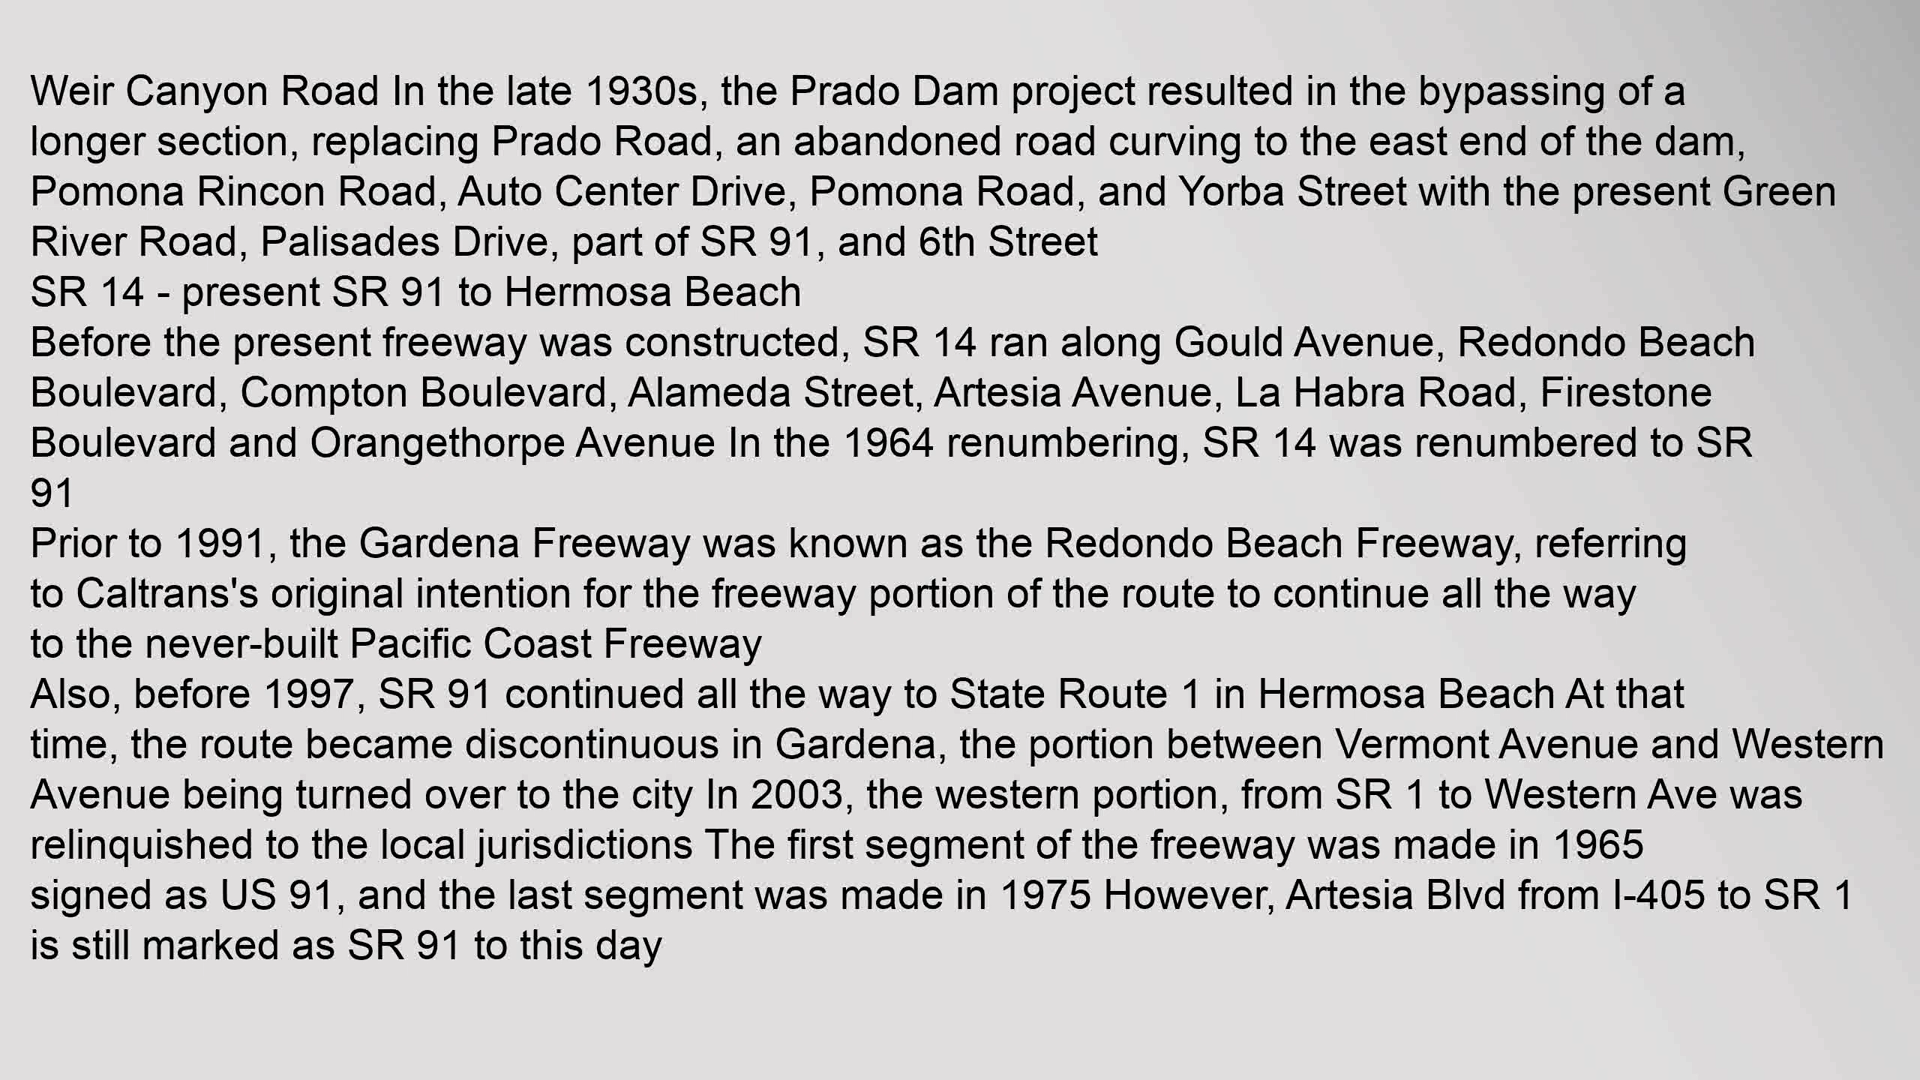 Weir Canyon Road In the late 1930s, the Prado Dam project resulted in the bypassing of a
longer section, replacing Prado Road, an abandoned road curving to the east end of the dam,
Pomona Rincon Road, Auto Center Drive, Pomona Road, and Yorba Street with the present Green
River Road, Palisades Drive, part of SR 91, and 6th Street
SR 14 - present SR 91 to Hermosa Beach
Before the present freeway was constructed, SR 14 ran along Gould Avenue, Redondo Beach
Boulevard, Compton Boulevard, Alameda Street, Artesia Avenue, La Habra Road, Firestone
Boulevard and Orangethorpe Avenue In the 1964 renumbering, SR 14 was renumbered to SR
91
Prior to 1991, the Gardena Freeway was known as the Redondo Beach Freeway, referring
to Caltrans's original intention for the freeway portion of the route to continue all the way
to the never-built Pacific Coast Freeway
Also, before 1997, SR 91 continued all the way to State Route 1 in Hermosa Beach At that
time, the route became discontinuous in Gardena, the portion between Vermont Avenue and Western
Avenue being turned over to the city In 2003, the western portion, from SR 1 to Western Ave was
relinquished to the local jurisdictions The first segment of the freeway was made in 1965
signed as US 91, and the last segment was made in 1975 However, Artesia Blvd from I-405 to SR 1
is still marked as SR 91 to this day